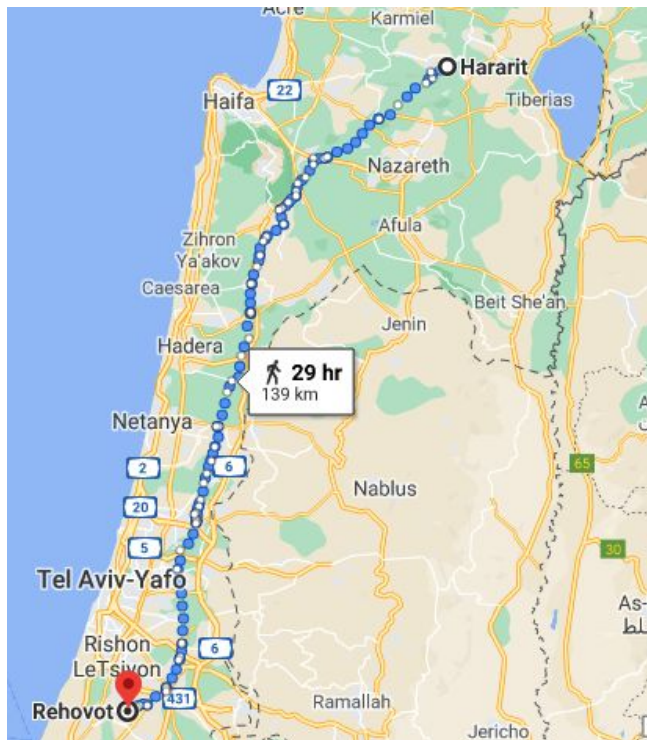 Acre
Karmiel
Hararit
22
Haifa
Tiberias
Nazareth
Zihron
Ya'akov
Afula
Caesarea
Beit She'an
Jenin
Hadera
29 hr
139 km
Netanya
2
6
65
Nablus
20
5
30
Tel Aviv-Yafo
As-
Rishon
LeTsiyon
6
431
Ramallah
Rehovot
Jericho